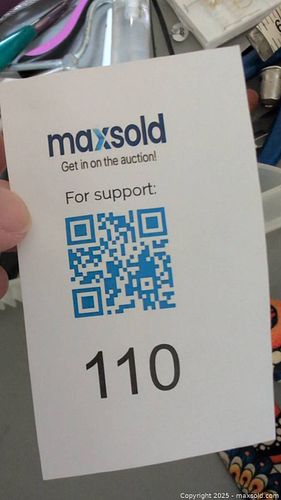 maxsold
Get in on the auction!
For support:
110
Copyright 2025 - maxsold.com